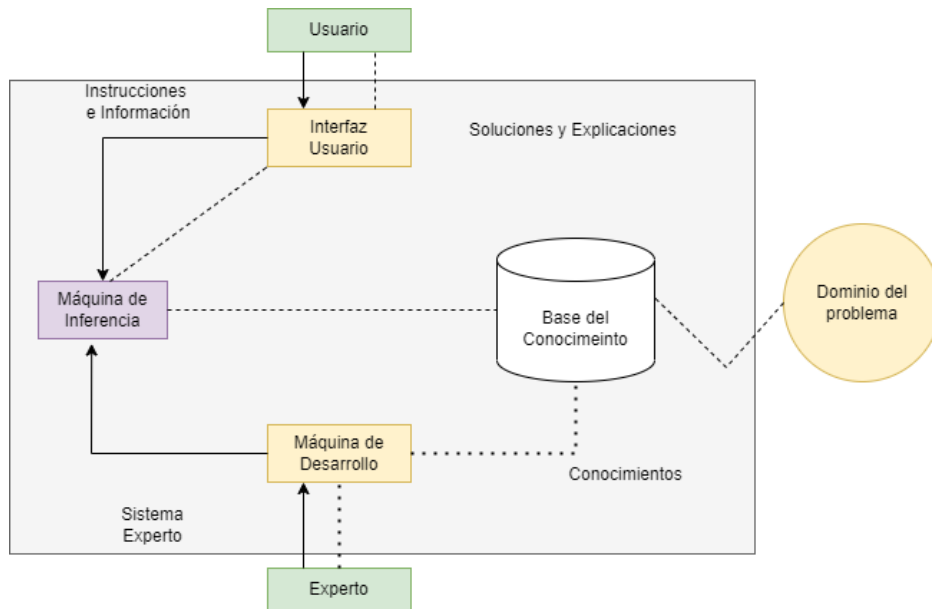 Usuario
Instrucciones
e Información
Interfaz
Usuario
Soluciones y Explicaciones
Máquina de
Inferencia
Base del
Conocimeinto
Dominio del
problema
Máquina de
Desarrollo
Conocimientos
Sistema
Experto
Experto